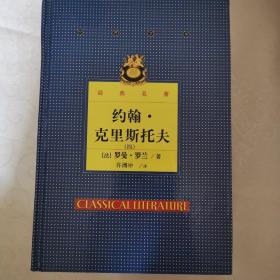 经典名著
约翰·
克里斯托夫
(四)
[法] 罗曼·罗兰 / 著
/ 译
CLASSICAL LITERATURE